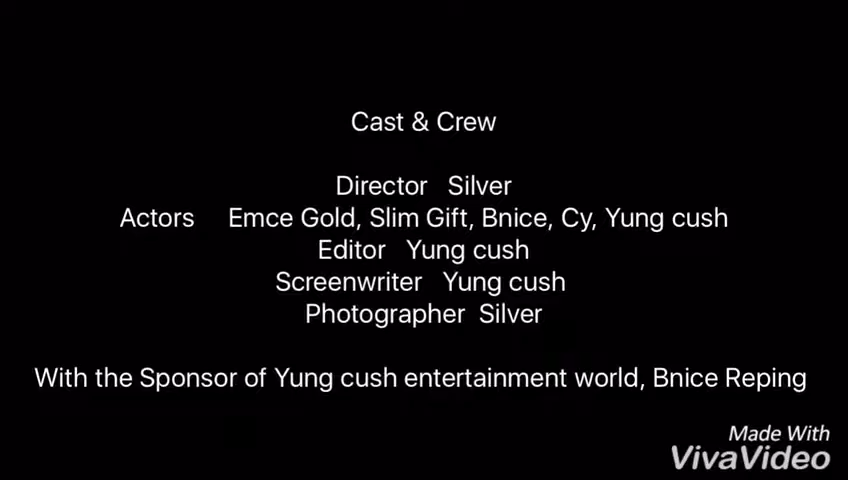 Cast & Crew
Director Silver
Actors Emce Gold, Slim Gift, Bnice, Cy, Yung cush
Editor Yung cush
Screenwriter Yung cush
Photographer Silver
With the Sponsor of Yung cush entertainment world, Bnice Reping
Made With
VivaVideo